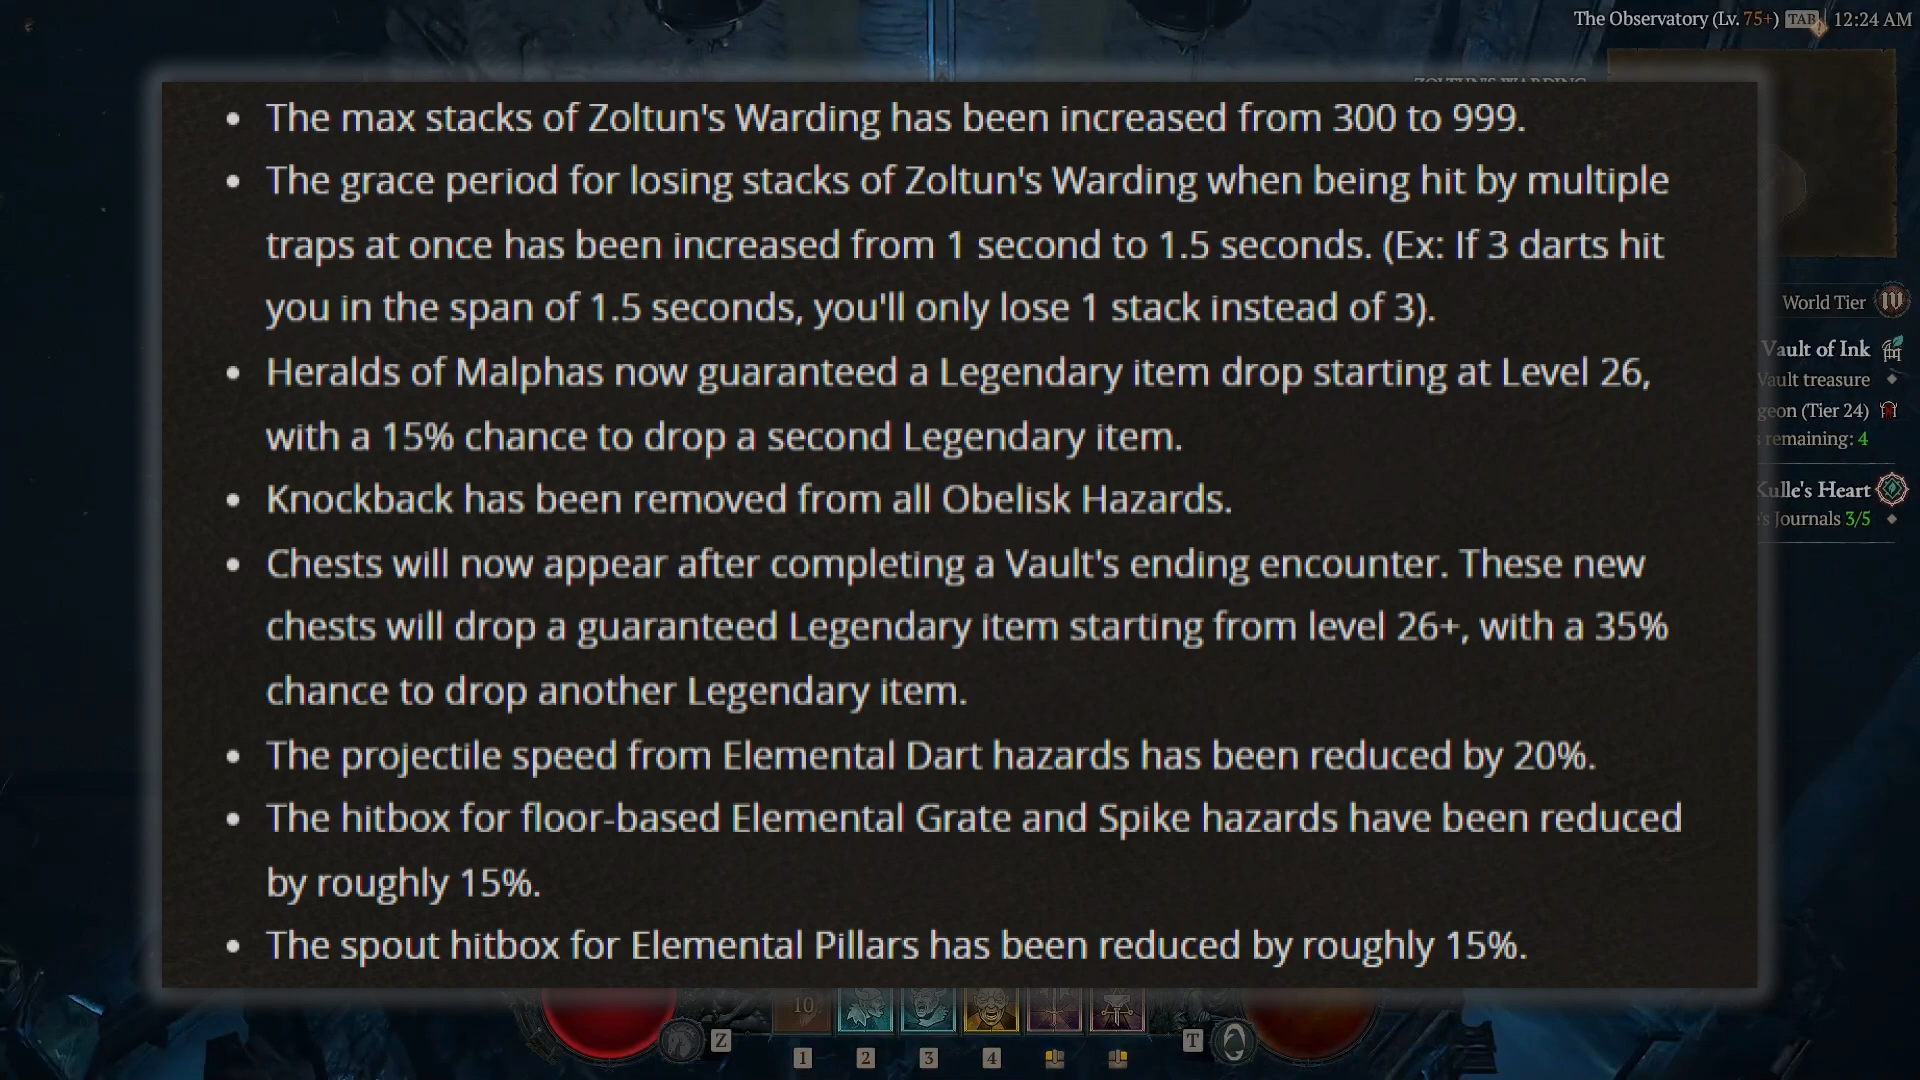 The Observatory (Lv. 75+) TAB 12:24 AM
ZOLTUN'S WARDING
• The max stacks of Zoltun's Warding has been increased from 300 to 999.
• The grace period for losing stacks of Zoltun's Warding when being hit by multiple
traps at once has been increased from 1 second to 1.5 seconds. (Ex: If 3 darts hit
you in the span of 1.5 seconds, you'll only lose 1 stack instead of 3).
World Tier IV
Vault of Ink
Vault treasure
geon (Tier 24)
s remaining: 4
• Heralds of Malphas now guaranteed a Legendary item drop starting at Level 26,
with a 15% chance to drop a second Legendary item.
• Knockback has been removed from all Obelisk Hazards.
Kulle's Heart
's Journals 3/5
• Chests will now appear after completing a Vault's ending encounter. These new
chests will drop a guaranteed Legendary item starting from level 26+, with a 35%
chance to drop another Legendary item.
• The projectile speed from Elemental Dart hazards has been reduced by 20%.
• The hitbox for floor-based Elemental Grate and Spike hazards have been reduced
by roughly 15%.
• The spout hitbox for Elemental Pillars has been reduced by roughly 15%.
10
Z T
1 2 3 4